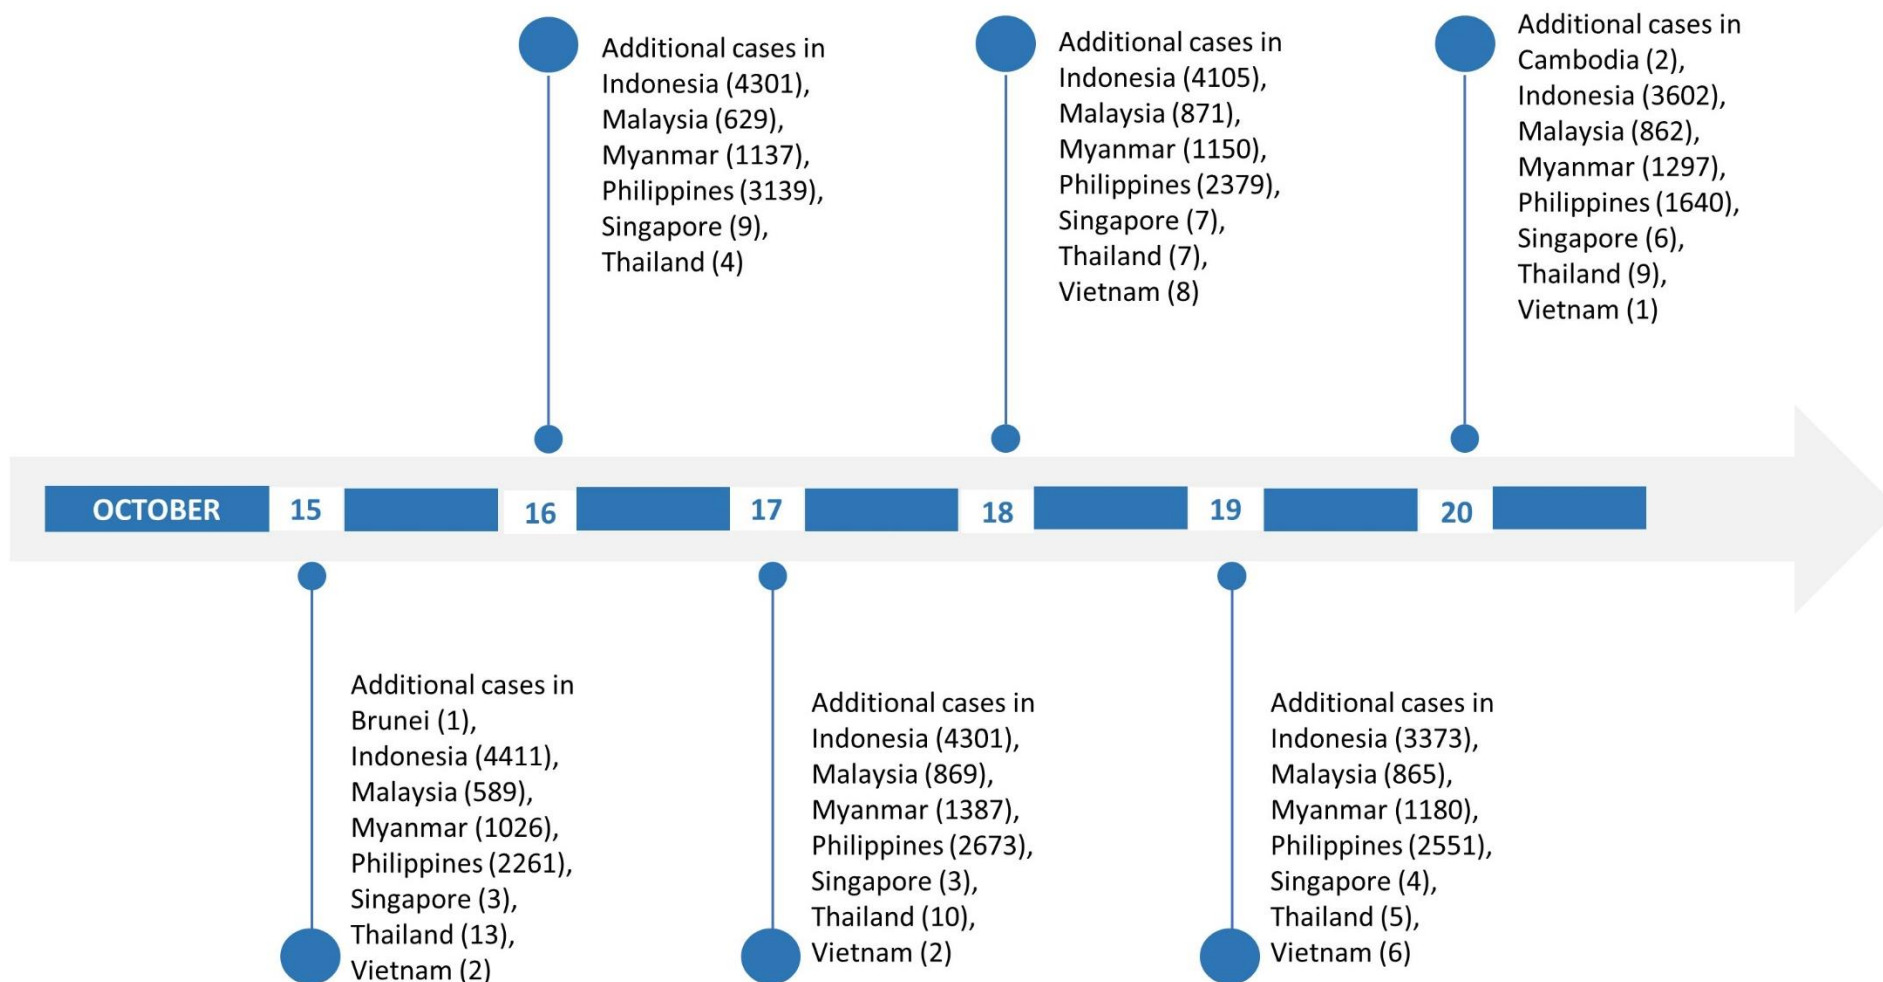 Additional cases in
Indonesia (4301),
Malaysia (629),
Myanmar (1137),
Philippines (3139),
Singapore (9),
Thailand (4)
Additional cases in
Indonesia (4105),
Malaysia (871),
Myanmar (1150),
Philippines (2379),
Singapore (7),
Thailand (7),
Vietnam (8)
Additional cases in
Cambodia (2),
Indonesia (3602),
Malaysia (862),
Myanmar (1297),
Philippines (1640),
Singapore (6),
Thailand (9),
Vietnam (1)
OCTOBER 15 16 17 18 19 20
Additional cases in
Brunei (1),
Indonesia (4411),
Malaysia (589),
Myanmar (1026),
Philippines (2261),
Singapore (3),
Thailand (13),
Vietnam (2)
Additional cases in
Indonesia (4301),
Malaysia (869),
Myanmar (1387),
Philippines (2673),
Singapore (3),
Thailand (10),
Vietnam (2)
Additional cases in
Indonesia (3373),
Malaysia (865),
Myanmar (1180),
Philippines (2551),
Singapore (4),
Thailand (5),
Vietnam (6)